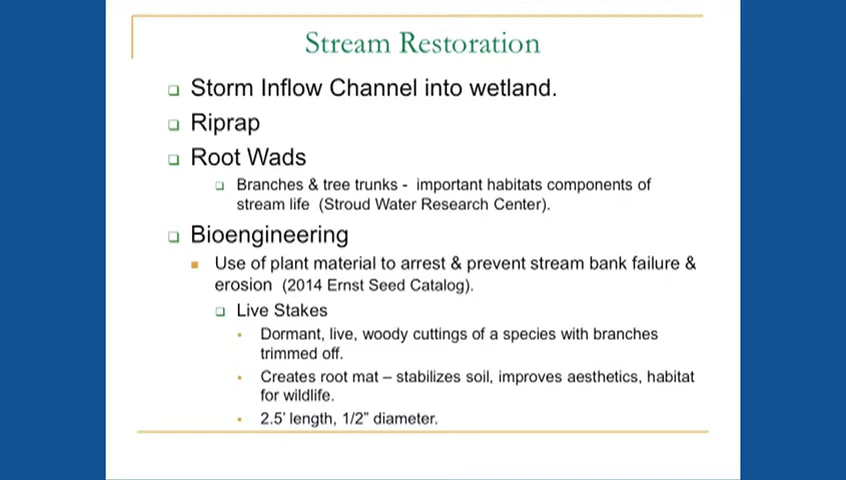 Stream Restoration
Storm Inflow Channel into wetland.
Riprap
Root Wads
Branches & tree trunks - important habitats components of
stream life (Stroud Water Research Center).
Bioengineering
Use of plant material to arrest & prevent stream bank failure &
erosion (2014 Ernst Seed Catalog).
Live Stakes
Dormant, live, woody cuttings of a species with branches
trimmed off.
Creates root mat – stabilizes soil, improves aesthetics, habitat
for wildlife.
2.5’ length, 1/2” diameter.